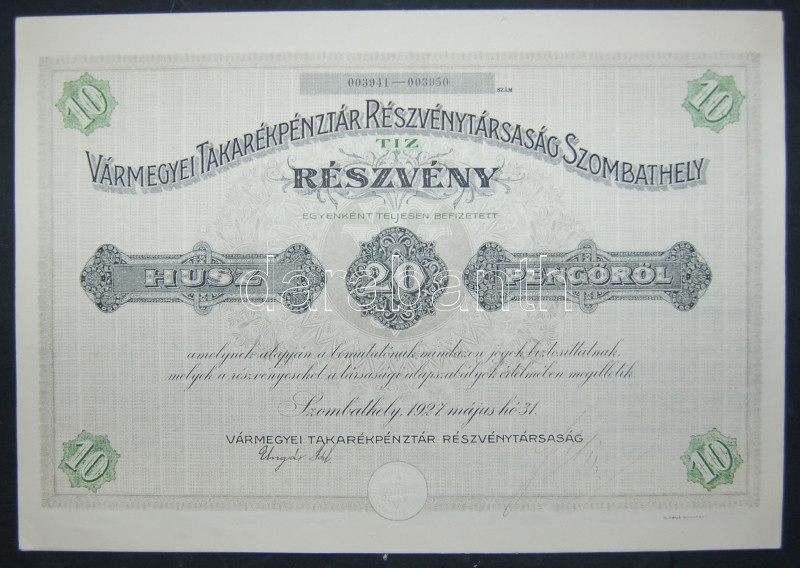 003941—003950
SZÁM
10 10
VÁRMEGYEI TAKARÉKPÉNZTÁR RÉSZVÉNYTÁRSASÁG SZOMBATHELY
TIZ
RÉSZVÉNY
EGYENKÉNT TELJESEN BEFIZETETT
HUSZ 20 PENGŐRŐL
darabanth
amelynek alapján a bemutatónak mindazon jogok biztosíttatnak,
melyek a részvényeseket a társasági alapszabályok értelmében megilletik.
Szombathely, 1927 május hó 31.
VÁRMEGYEI TAKARÉKPÉNZTÁR RÉSZVÉNYTÁRSASÁG
10 10